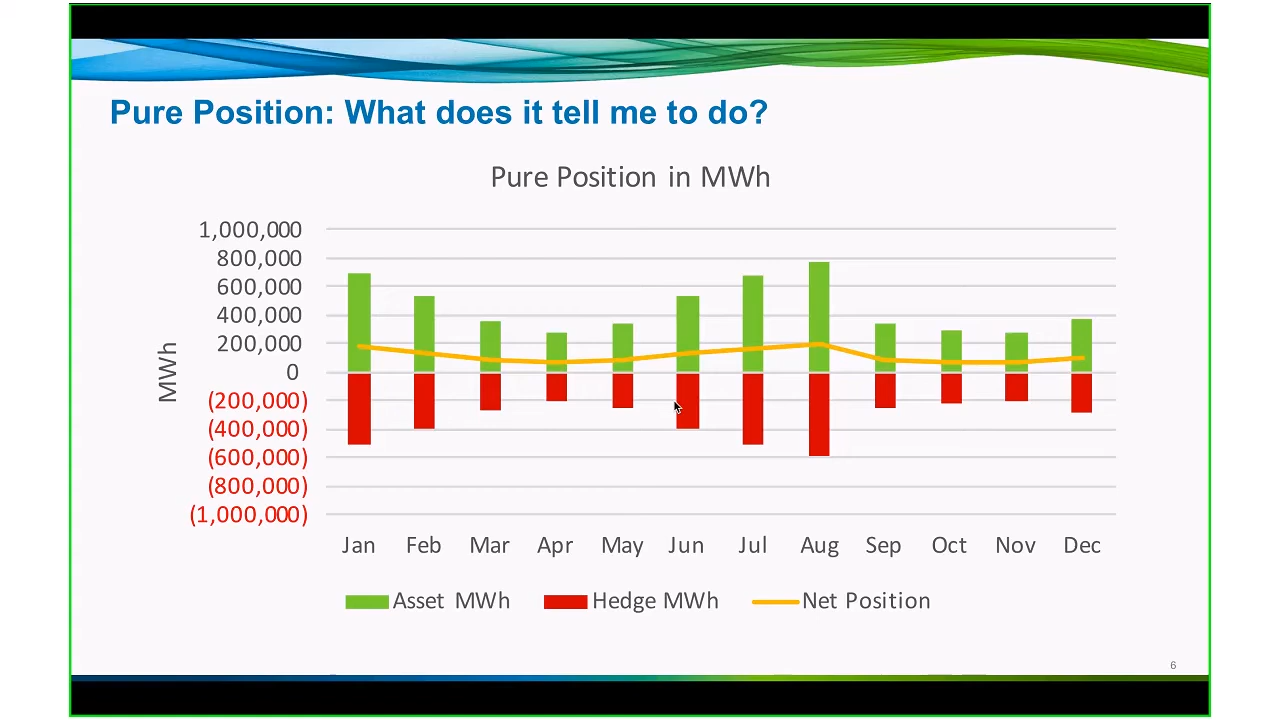 Pure Position: What does it tell me to do?
Pure Position in MWh
1,000,000
800,000
600,000
400,000
200,000
0
(200,000)
(400,000)
(600,000)
(800,000)
(1,000,000)
MWh
Jan Feb Mar Apr May Jun Jul Aug Sep Oct Nov Dec
Asset MWh Hedge MWh Net Position
6